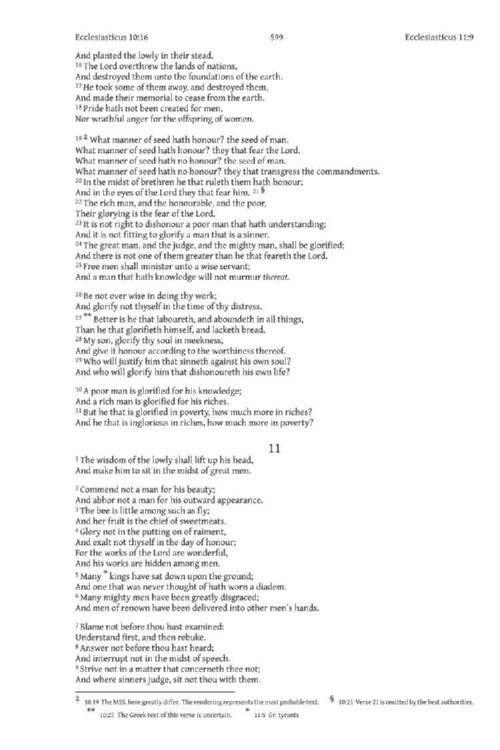 Ecclesiasticus 10:16 599 Ecclesiasticus 11:9
And planted the lowly in their stead.
16 The Lord overthrew the lands of nations,
And destroyed them unto the foundations of the earth.
17 He took some of them away, and destroyed them,
And made their memorial to cease from the earth.
18 Pride hath not been created for men,
Nor wrathful anger for the offspring of women.
19 ‡ What manner of seed hath honour? the seed of man.
What manner of seed hath honour? they that fear the Lord.
What manner of seed hath no honour? the seed of man.
What manner of seed hath no honour? they that transgress the commandments.
20 In the midst of brethren he that ruleth them hath honour;
And in the eyes of the Lord they that fear him. 21 §
22 The rich man, and the honourable, and the poor,
Their glorying is the fear of the Lord.
23 It is not right to dishonour a poor man that hath understanding;
And it is not fitting to glorify a man that is a sinner.
24 The great man, and the judge, and the mighty man, shall be glorified;
And there is not one of them greater than he that feareth the Lord.
25 Free men shall minister unto a wise servant;
And a man that hath knowledge will not murmur thereat.
26 Be not over wise in doing thy work;
And glorify not thyself in the time of thy distress.
27 ** Better is he that laboureth, and aboundeth in all things,
Than he that glorifieth himself, and lacketh bread.
28 My son, glorify thy soul in meekness,
And give it honour according to the worthiness thereof.
29 Who will justify him that sinneth against his own soul?
And who will glorify him that dishonoureth his own life?
30 A poor man is glorified for his knowledge;
And a rich man is glorified for his riches.
31 But he that is glorified in poverty, how much more in riches?
And he that is inglorious in riches, how much more in poverty?
11
1 The wisdom of the lowly shall lift up his head,
And make him to sit in the midst of great men.
2 Commend not a man for his beauty;
And abhor not a man for his outward appearance.
3 The bee is little among such as fly;
And her fruit is the chief of sweetmeats.
4 Glory not in the putting on of raiment,
And exalt not thyself in the day of honour;
For the works of the Lord are wonderful,
And his works are hidden among men.
5 Many * kings have sat down upon the ground;
And one that was never thought of hath worn a diadem.
6 Many mighty men have been greatly disgraced;
And men of renown have been delivered into other men's hands.
7 Blame not before thou hast examined:
Understand first, and then rebuke.
8 Answer not before thou hast heard;
And interrupt not in the midst of speech.
9 Strive not in a matter that concerneth thee not;
And where sinners judge, sit not thou with them.
‡ 10:19 The MSS. here greatly differ. The rendering represents the most probable text. § 10:21 Verse 21 is omitted by the best authorities.
** 10:27 The Greek text of this verse is uncertain. * 11:5 Gr. tyrants